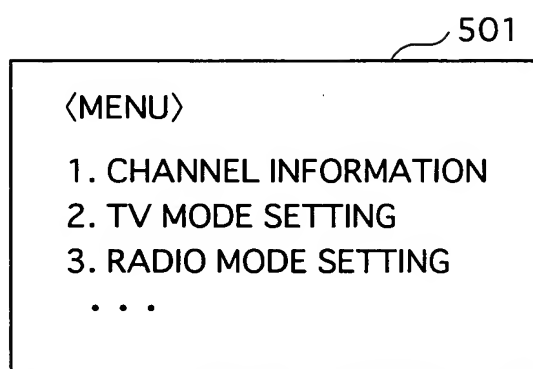 501
〈MENU〉
1. CHANNEL INFORMATION
2. TV MODE SETTING
3. RADIO MODE SETTING
. . .